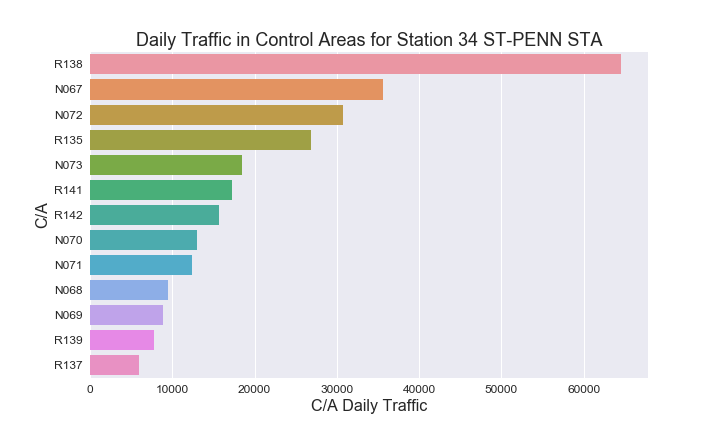 Daily Traffic in Control Areas for Station 34 ST-PENN STA
C/A
R138
N067
N072
R135
N073
R141
R142
N070
N071
N068
N069
R139
R137
0 10000 20000 30000 40000 50000 60000
C/A Daily Traffic